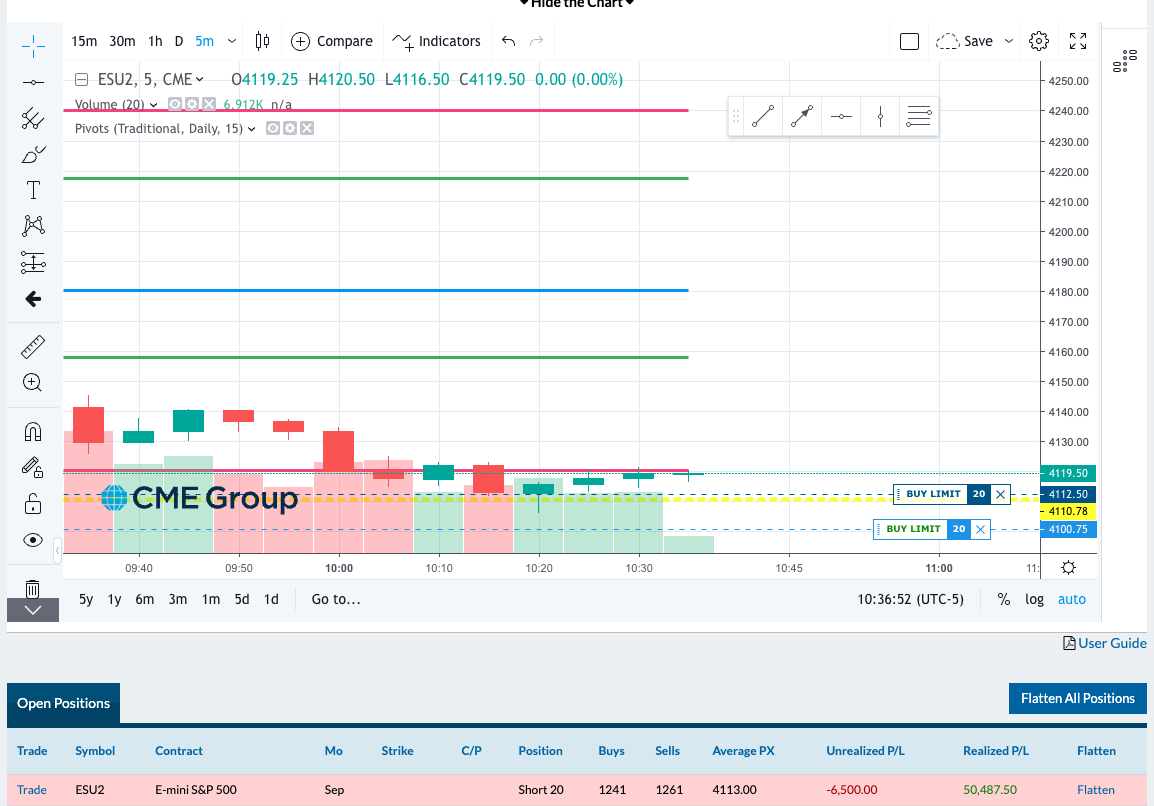 Hide the Chart
15m 30m 1h D 5m Compare Indicators Save
ESU2, 5, CME O4119.25 H4120.50 L4116.50 C4119.50 0.00 (0.00%)
Volume (20) 6.912K n/a
Pivots (Traditional, Daily, 15)
4250.00
4240.00
4230.00
4220.00
4210.00
4200.00
4190.00
4180.00
4170.00
4160.00
4150.00
4140.00
4130.00
4119.50
BUY LIMIT 20 4112.50
CME Group
4110.78
BUY LIMIT 20 4100.75
09:40 09:50 10:00 10:10 10:20 10:30 10:45 11:00 11:
5y 1y 6m 3m 1m 5d 1d Go to... 10:36:52 (UTC-5) % log auto
User Guide
Open Positions Flatten All Positions
Trade Symbol Contract Mo Strike C/P Position Buys Sells Average PX Unrealized P/L Realized P/L Flatten
Trade ESU2 E-mini S&P 500 Sep Short 20 1241 1261 4113.00 -6,500.00 50,487.50 Flatten